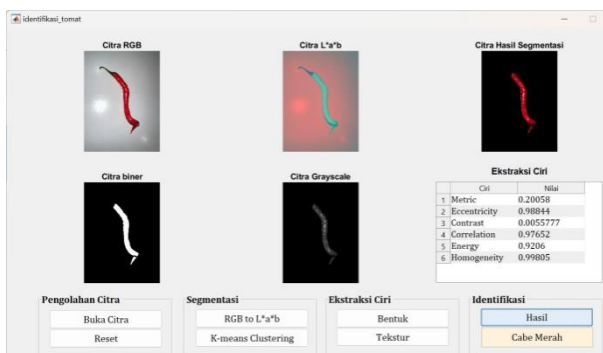 identifikasi_tomat
Citra RGB
Citra L*a*b
Citra Hasil Segmentasi
Citra biner
Citra Grayscale
Ekstraksi Ciri
Ciri Nilai
1 Metric 0.20058
2 Eccentricity 0.98844
3 Contrast 0.0055777
4 Correlation 0.97652
5 Energy 0.9206
6 Homogeneity 0.99805
Pengolahan Citra
Buka Citra
Reset
Segmentasi
RGB to L*a*b
K-means Clustering
Ekstraksi Ciri
Bentuk
Tekstur
Identifikasi
Hasil
Cabe Merah